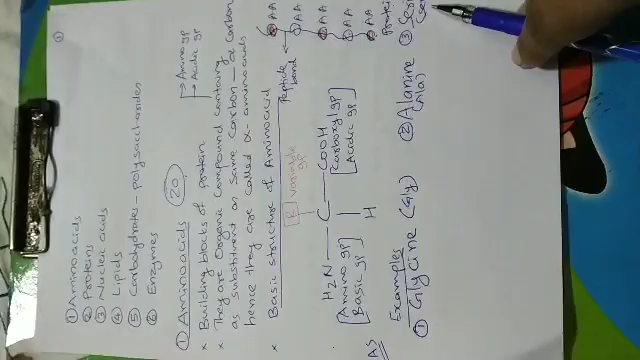 ① Aminoacids
② Proteins
③ Nucleic acids
④ Lipids
⑤ Carbohydrates - polysaccharides
⑥ Enzymes
① Aminoacids (20)
→ Amino gp
→ Acidic gp
x Building blocks of protein
x They are Organic Compound containg
as substituent on same Carbon - α Carbon
hence they are called α- aminoacids
x Basic structure of Aminoacid
AA AA AA AA AA
Peptide bond
R variable gp
H₂N — C — COOH
[Amino gp] [Carboxyl gp]
[Basic gp] [Acidic gp]
H
AS
Examples
① Glycine (Gly) ② Alanine ③
(Ala)